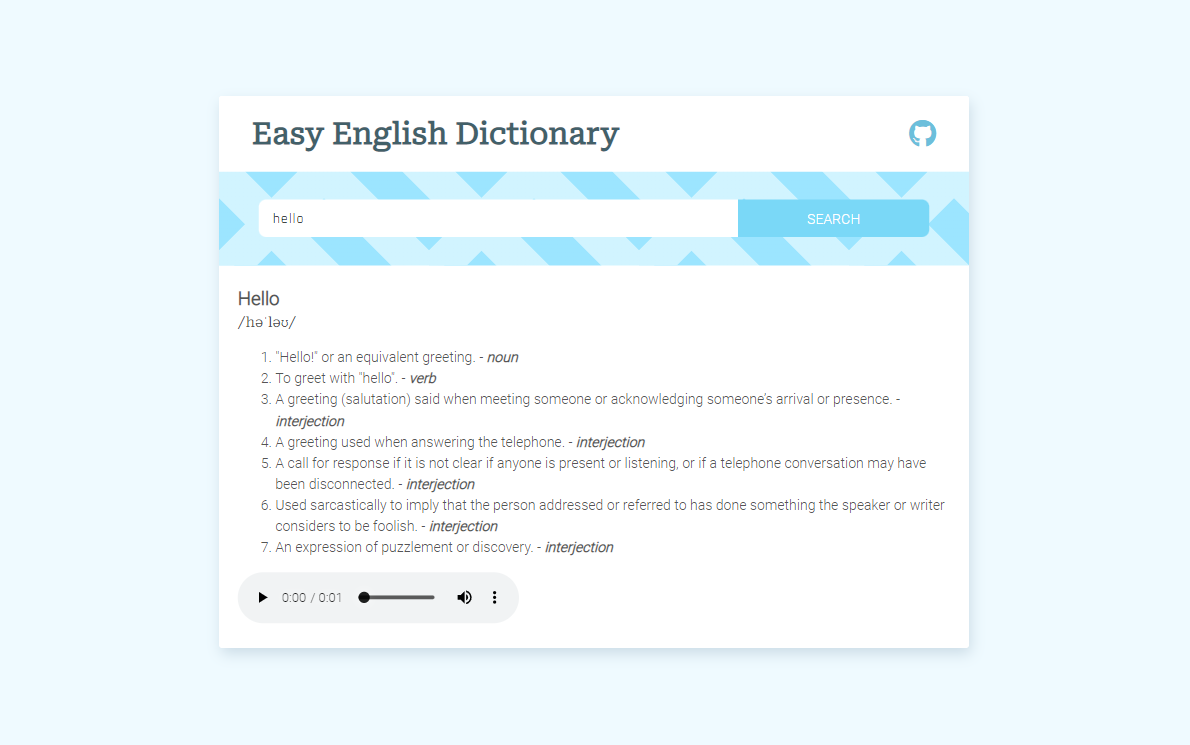 Easy English Dictionary
hello
SEARCH
Hello
/həˈləʊ/
1. "Hello!" or an equivalent greeting. - noun
2. To greet with "hello". - verb
3. A greeting (salutation) said when meeting someone or acknowledging someone’s arrival or presence. -
interjection
4. A greeting used when answering the telephone. - interjection
5. A call for response if it is not clear if anyone is present or listening, or if a telephone conversation may have
been disconnected. - interjection
6. Used sarcastically to imply that the person addressed or referred to has done something the speaker or writer
considers to be foolish. - interjection
7. An expression of puzzlement or discovery. - interjection
0:00 / 0:01